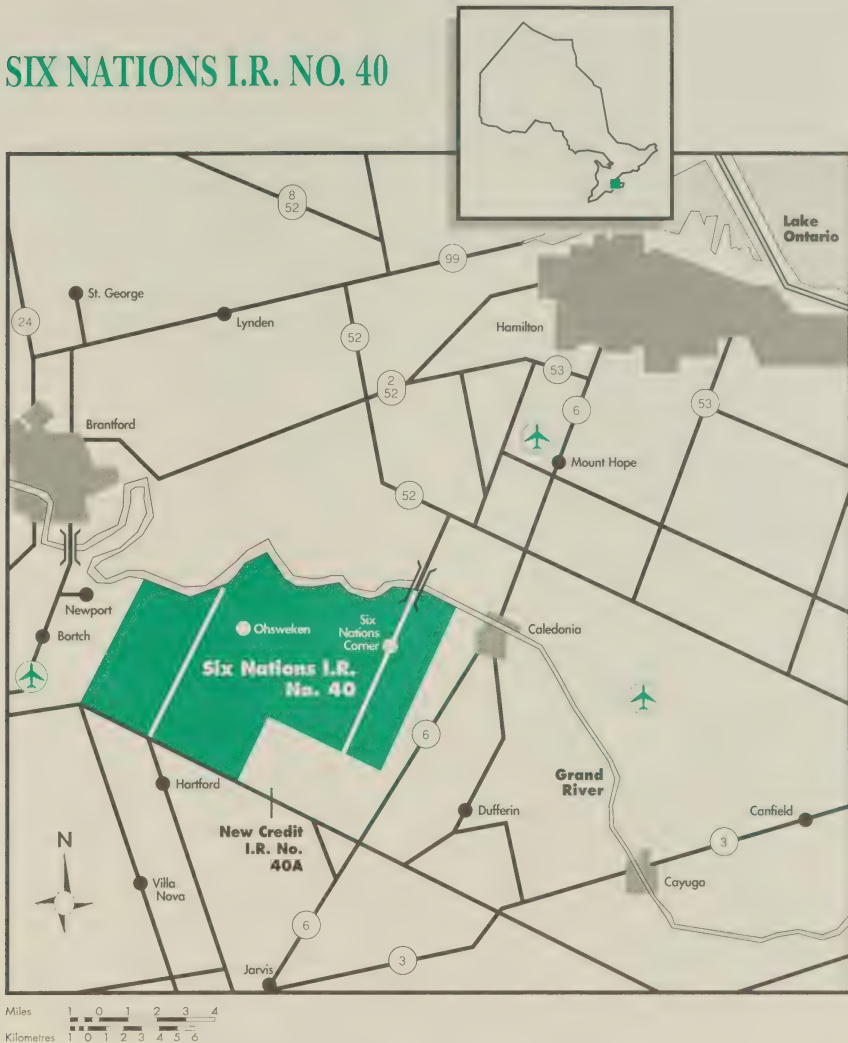 SIX NATIONS I.R. NO. 40
Lake
Ontario
8
52
99
St. George
24
Lynden
52
Hamilton
2
52
53
6
53
Brantford
Mount Hope
52
Newport
Bortch
Ohsweken
Six
Nations
Corner
Caledonia
Six Nations I.R.
No. 40
6
Hartford
Grand
River
Dufferin
Canfield
New Credit
I.R. No.
40A
3
N
Villa
Nova
Cayuga
6
3
Jarvis
Miles 1 0 1 2 3 4
Kilometres 1 0 1 2 3 4 5 6